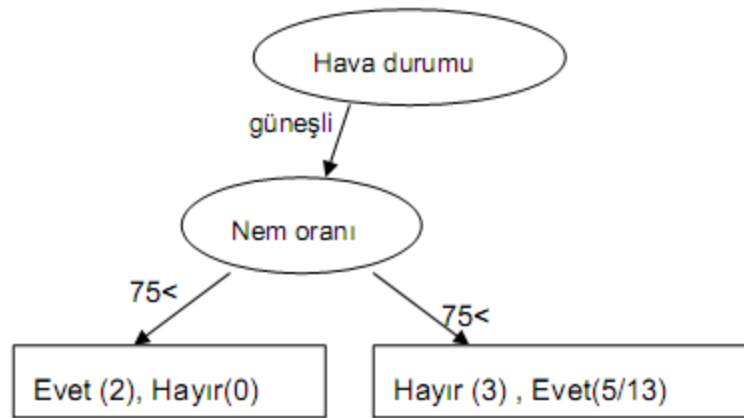 Hava durumu
güneşli
Nem oranı
75<
75<
Evet (2), Hayır(0)
Hayır (3) , Evet(5/13)